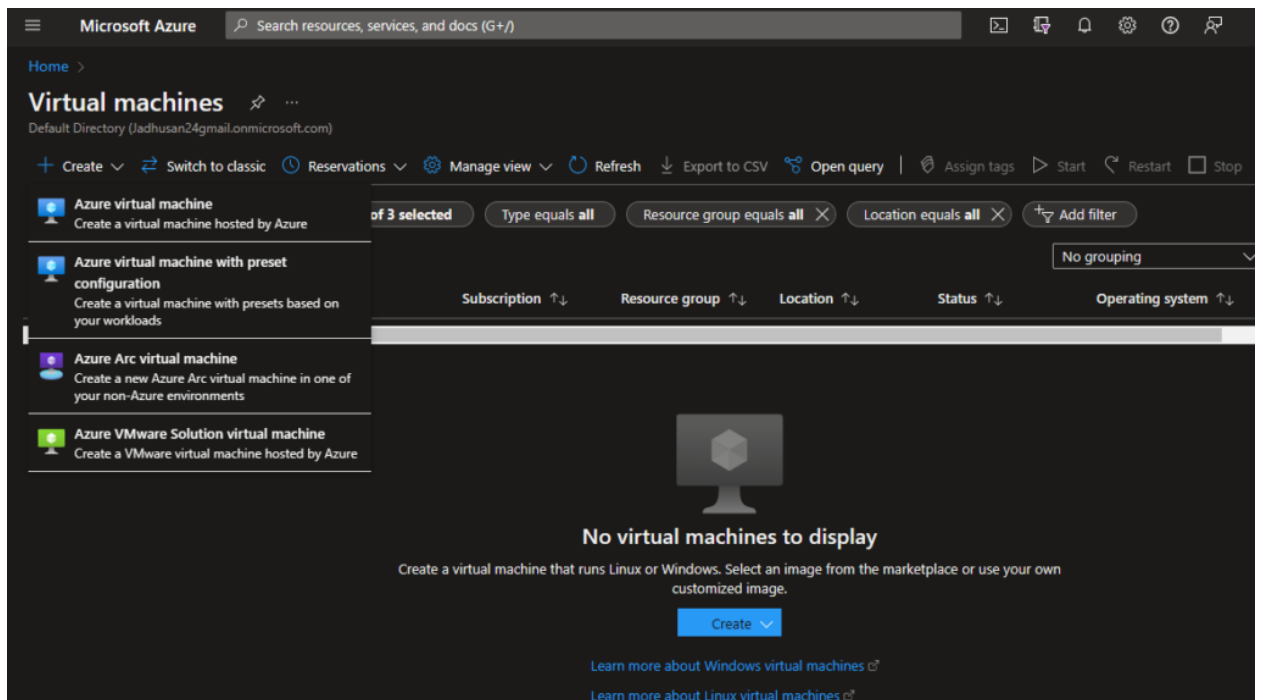 Microsoft Azure
Search resources, services, and docs (G+/)
Home >
Virtual machines
...
Default Directory (Jadhusan24gmail.onmicrosoft.com)
Create
Switch to classic
Reservations
Manage view
Refresh
Export to CSV
Open query
Assign tags
Start
Restart
Stop
Azure virtual machine
Create a virtual machine hosted by Azure
Azure virtual machine with preset
configuration
Create a virtual machine with presets based on
your workloads
Azure Arc virtual machine
Create a new Azure Arc virtual machine in one of
your non-Azure environments
Azure VMware Solution virtual machine
Create a VMware virtual machine hosted by Azure
of 3 selected
Type equals all
Resource group equals all
Location equals all
Add filter
No grouping
Subscription ↑↓
Resource group ↑↓
Location ↑↓
Status ↑↓
Operating system ↑↓
No virtual machines to display
Create a virtual machine that runs Linux or Windows. Select an image from the marketplace or use your own
customized image.
Create
Learn more about Windows virtual machines
Learn more about Linux virtual machines